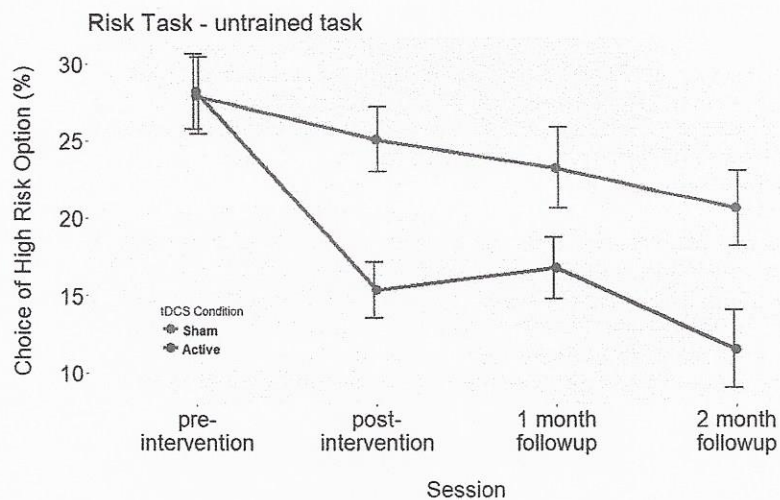 Risk Task - untrained task
Choice of High Risk Option (%)
30
25
20
15
10
tDCS Condition
Sham
Active
pre-
intervention
post-
intervention
1 month
followup
2 month
followup
Session